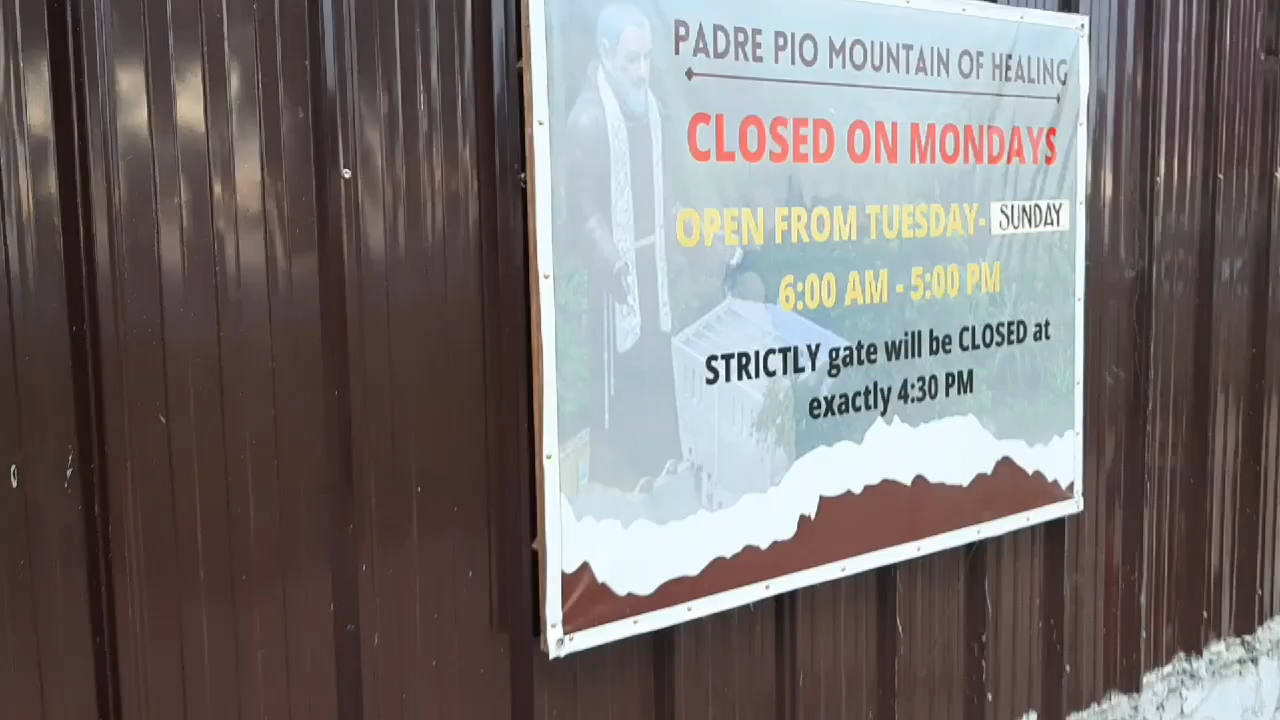 PADRE PIO MOUNTAIN OF HEALING
CLOSED ON MONDAYS
OPEN FROM TUESDAY- SUNDAY
6:00 AM - 5:00 PM
STRICTLY gate will be CLOSED at
exactly 4:30 PM